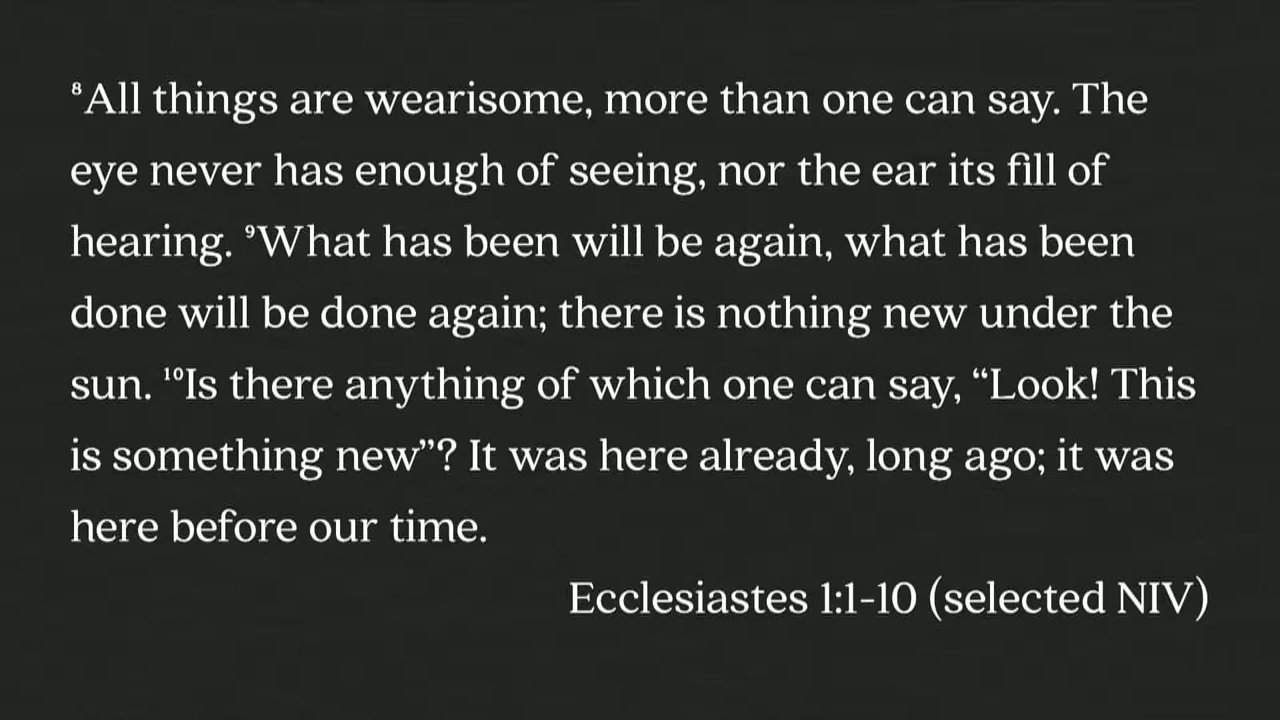 ⁸All things are wearisome, more than one can say. The
eye never has enough of seeing, nor the ear its fill of
hearing. ⁹What has been will be again, what has been
done will be done again; there is nothing new under the
sun. ¹⁰Is there anything of which one can say, “Look! This
is something new”? It was here already, long ago; it was
here before our time.
Ecclesiastes 1:1-10 (selected NIV)